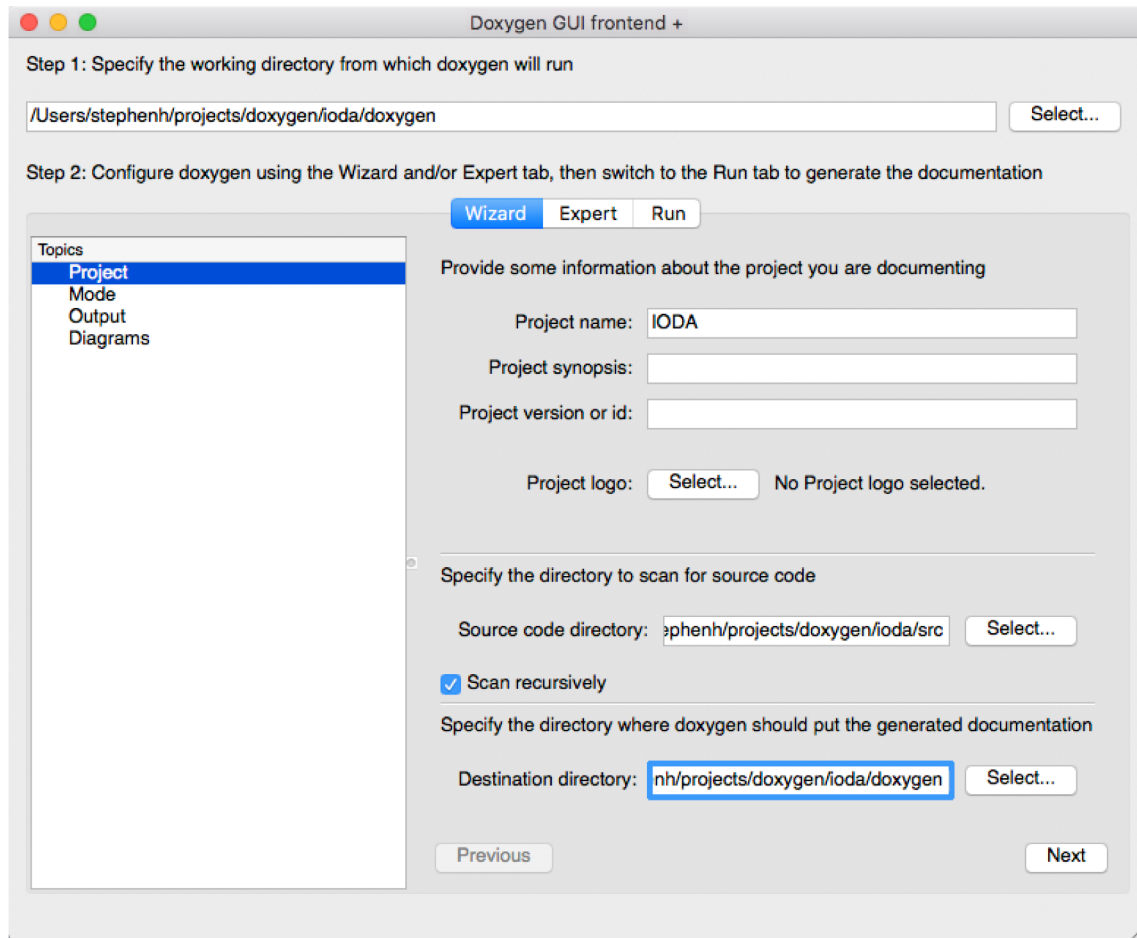 Doxygen GUI frontend +
Step 1: Specify the working directory from which doxygen will run
/Users/stephenh/projects/doxygen/ioda/doxygen
Select...
Step 2: Configure doxygen using the Wizard and/or Expert tab, then switch to the Run tab to generate the documentation
Wizard Expert Run
Topics
Project
Mode
Output
Diagrams
Provide some information about the project you are documenting
Project name: IODA
Project synopsis:
Project version or id:
Project logo: Select... No Project logo selected.
Specify the directory to scan for source code
Source code directory: ephenh/projects/doxygen/ioda/src Select...
Scan recursively
Specify the directory where doxygen should put the generated documentation
Destination directory: nh/projects/doxygen/ioda/doxygen Select...
Previous Next